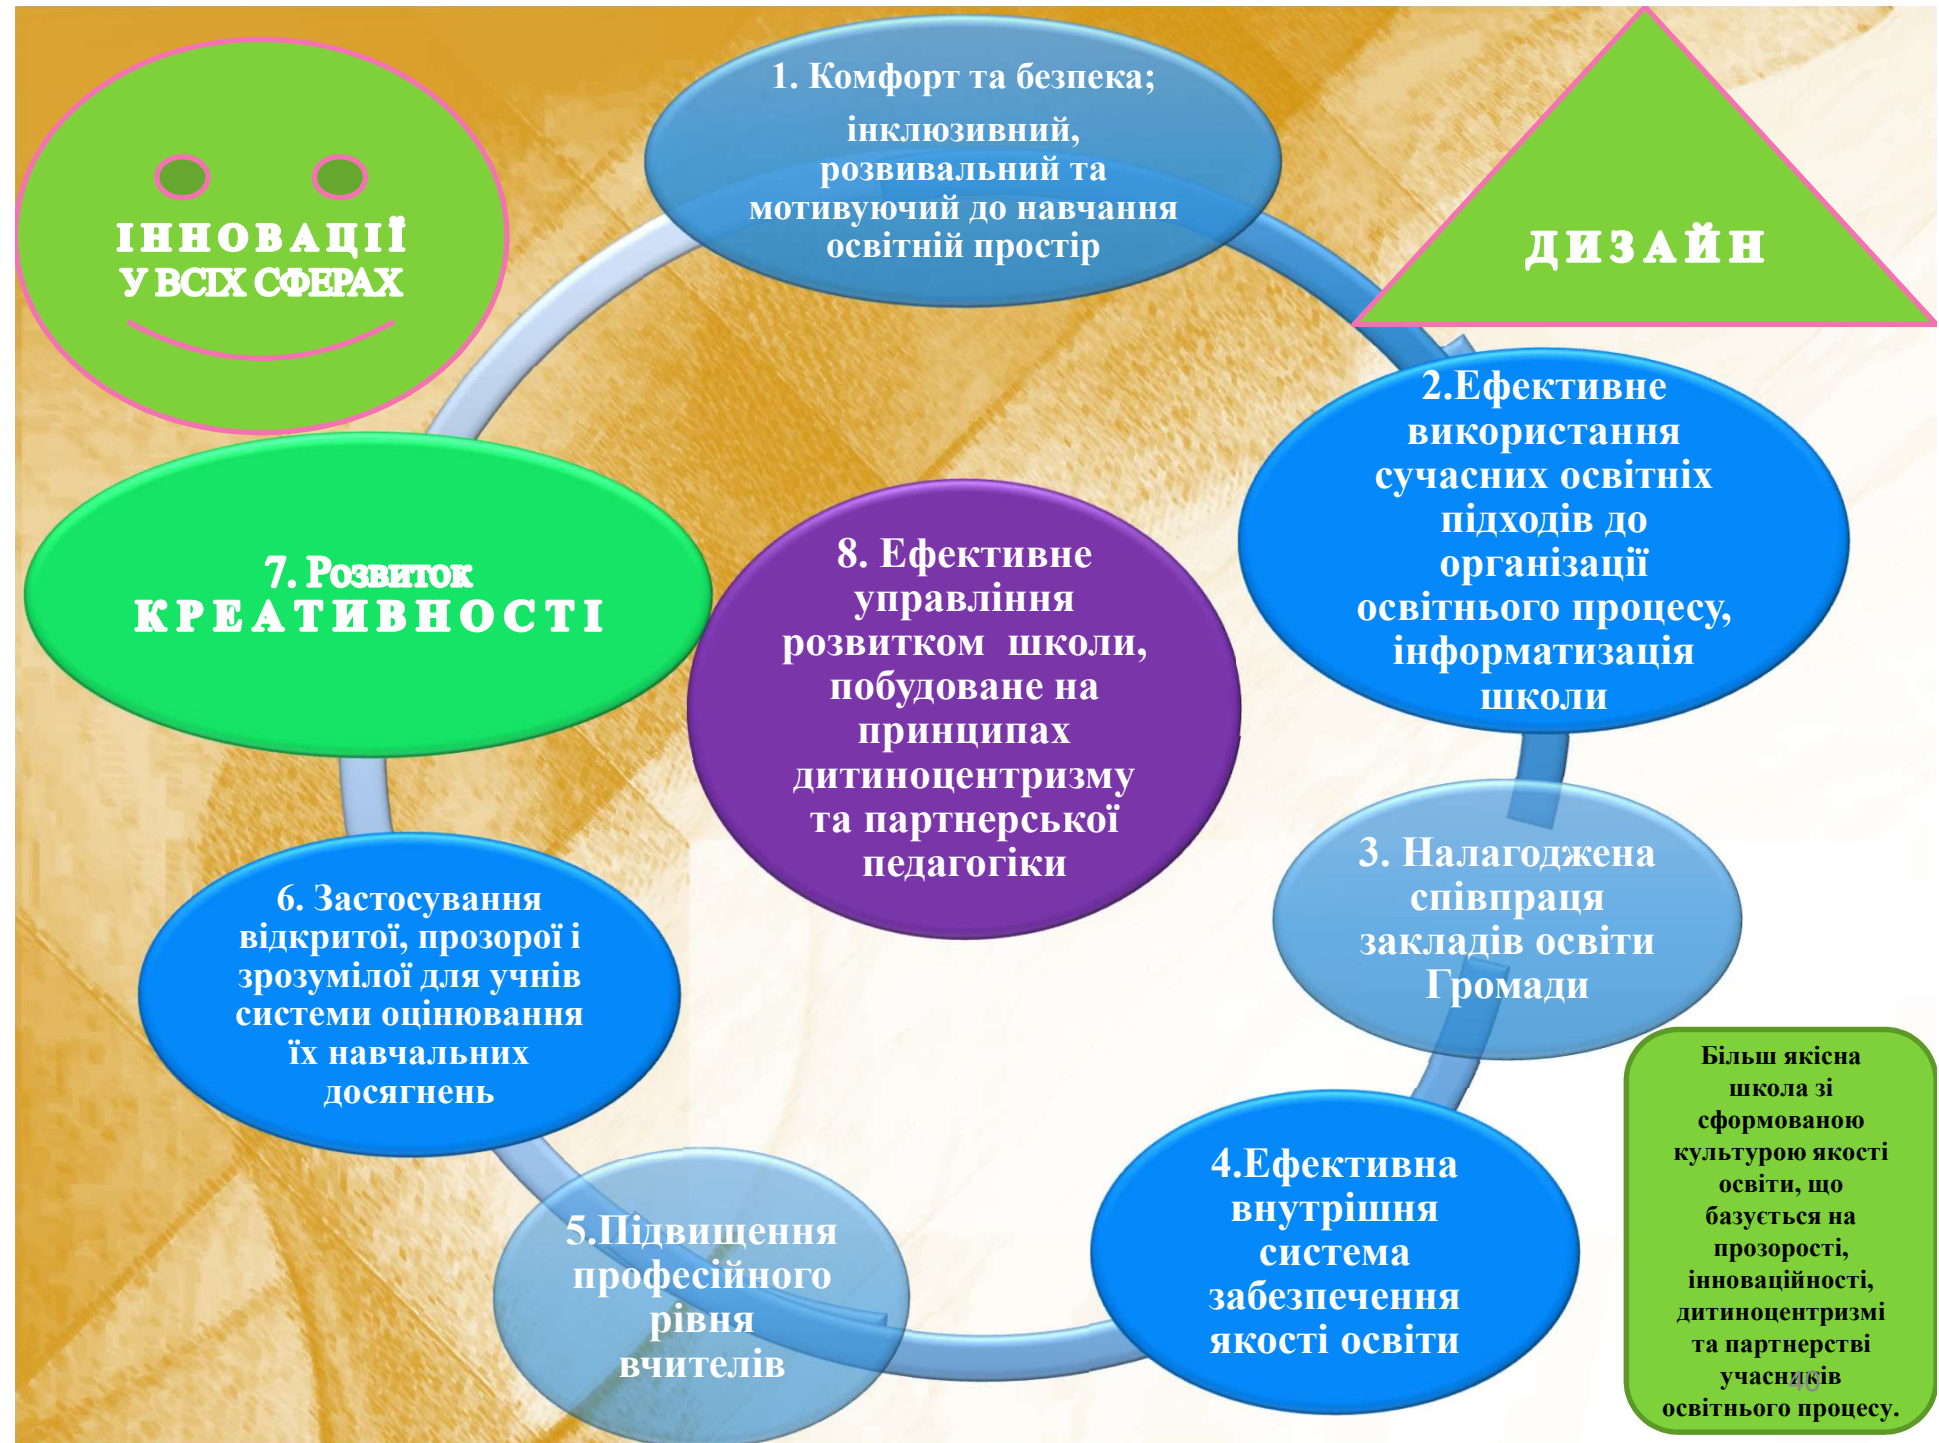 ІННОВАЦІЇ
У ВСІХ СФЕРАХ
1. Комфорт та безпека;
інклюзивний,
розвивальний та
мотивуючий до навчання
освітній простір
ДИЗАЙН
2.Ефективне
використання
сучасних освітніх
підходів до
організації
освітнього процесу,
інформатизація
школи
3. Налагоджена
співпраця
закладів освіти
Громади
4.Ефективна
внутрішня
система
забезпечення
якості освіти
5.Підвищення
професійного
рівня
вчителів
6. Застосування
відкритої, прозорої і
зрозумілої для учнів
системи оцінювання
їх навчальних
досягнень
7. Розвиток
КРЕАТИВНОСТІ
8. Ефективне
управління
розвитком школи,
побудоване на
принципах
дитиноцентризму
та партнерської
педагогіки
Більш якісна
школа зі
сформованою
культурою якості
освіти, що
базується на
прозорості,
інноваційності,
дитиноцентризмі
та партнерстві
учасників
освітнього процесу.
40